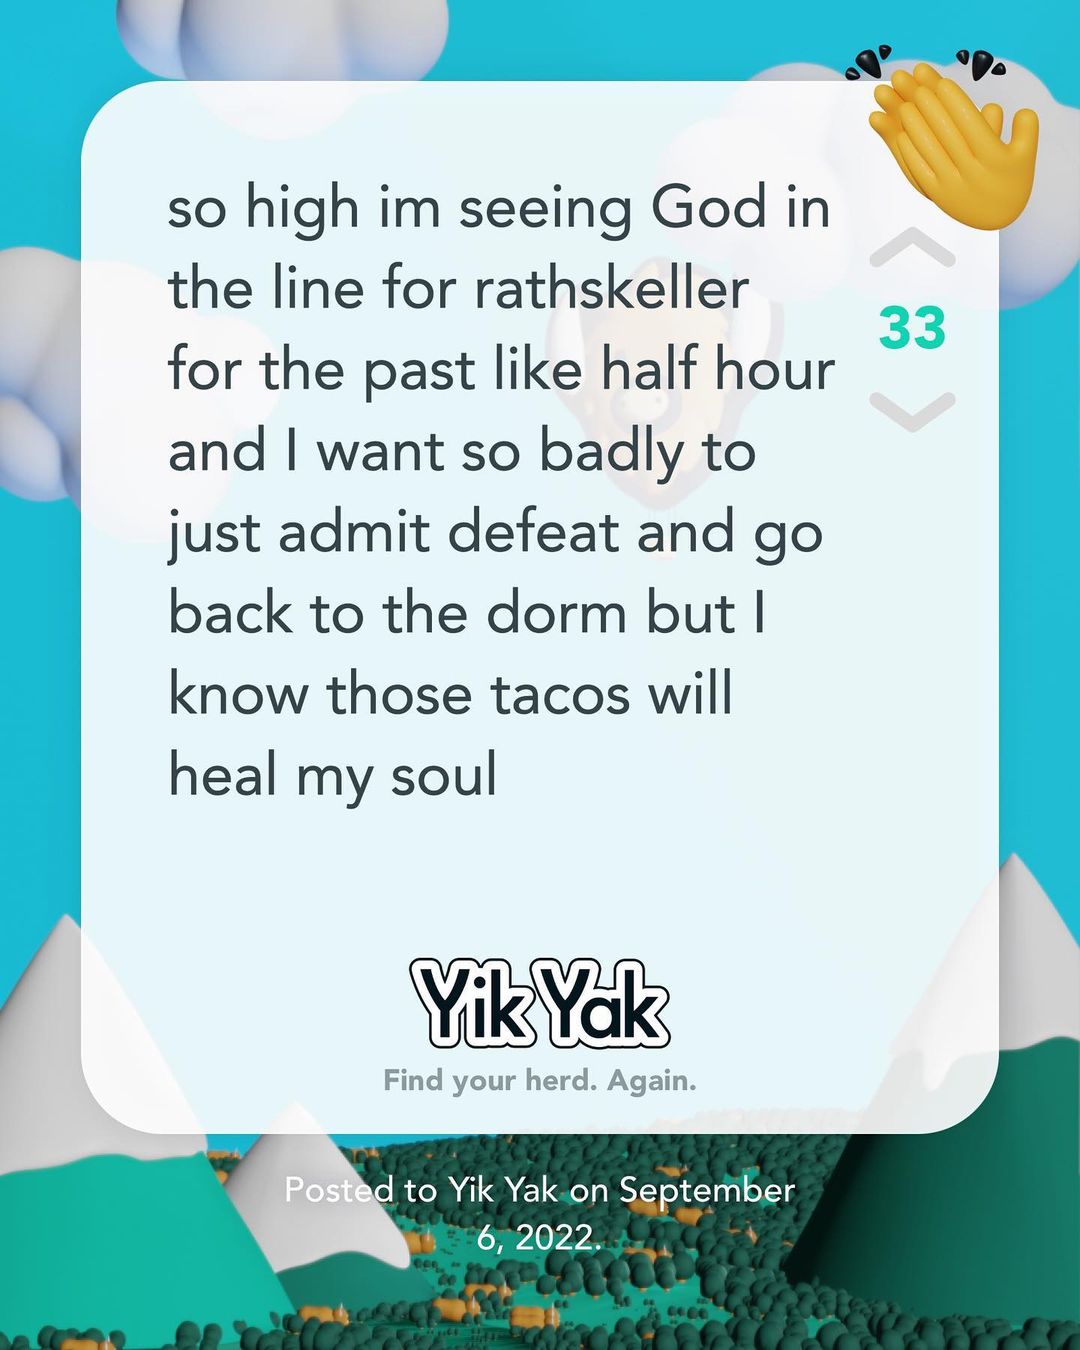 so high im seeing God in
the line for rathskeller
for the past like half hour
and I want so badly to
just admit defeat and go
back to the dorm but I
know those tacos will
heal my soul
33
Yik Yak
Find your herd. Again.
Posted to Yik Yak on September
6, 2022.